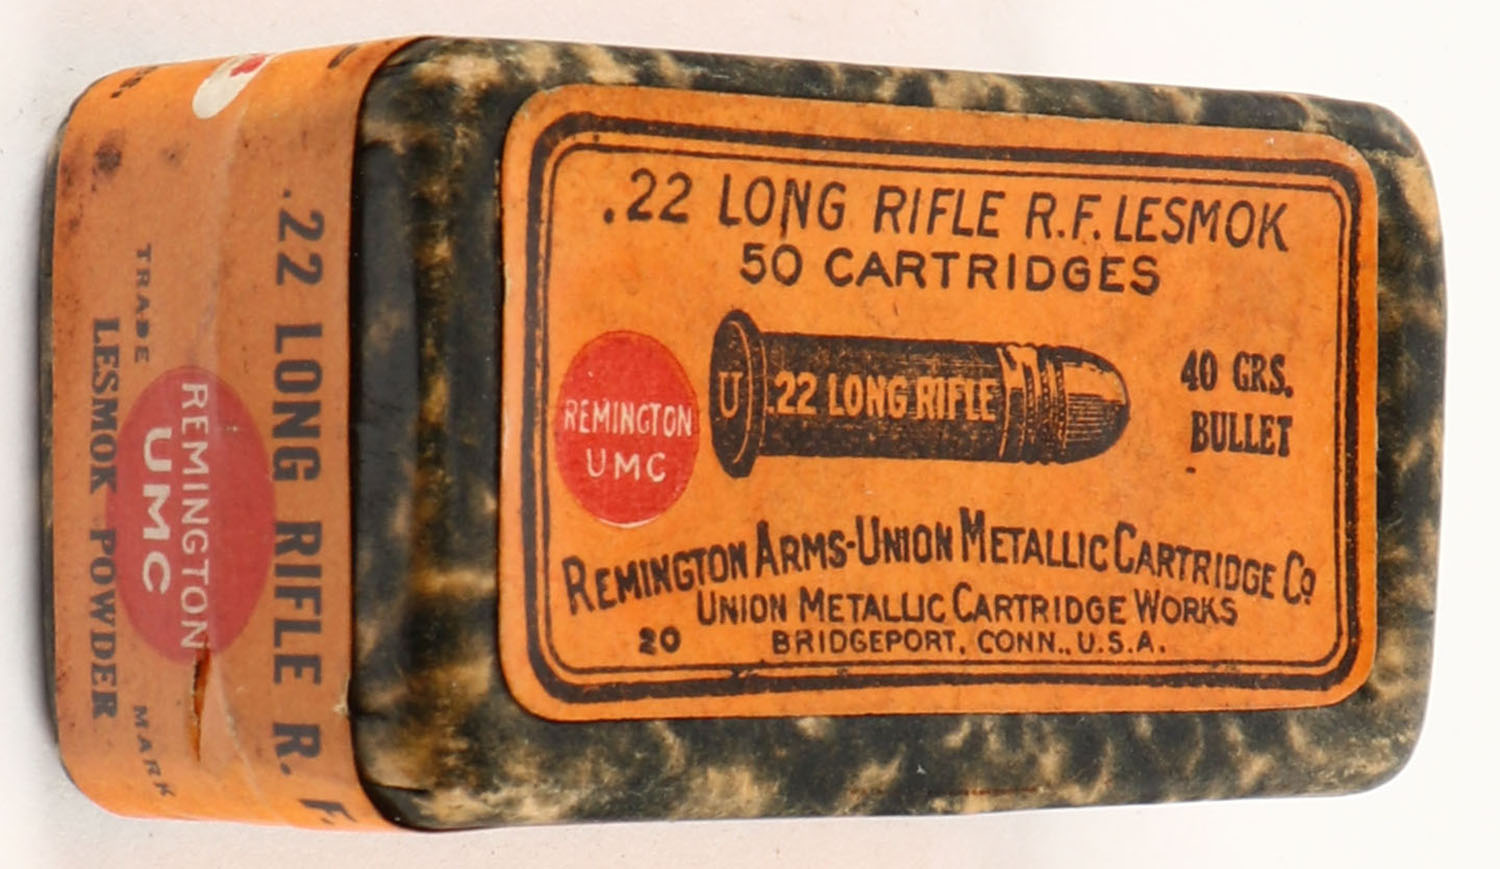 .22 LONG RIFLE R.F. LESMOK
50 CARTRIDGES
REMINGTON
UMC
U
.22 LONG RIFLE
40 GRS.
BULLET
REMINGTON ARMS-UNION METALLIC CARTRIDGE CO.
UNION METALLIC CARTRIDGE WORKS
20 BRIDGEPORT, CONN., U.S.A.
.22 LONG RIFLE R. F.
REMINGTON
UMC
TRADE MARK
LESMOK POWDER